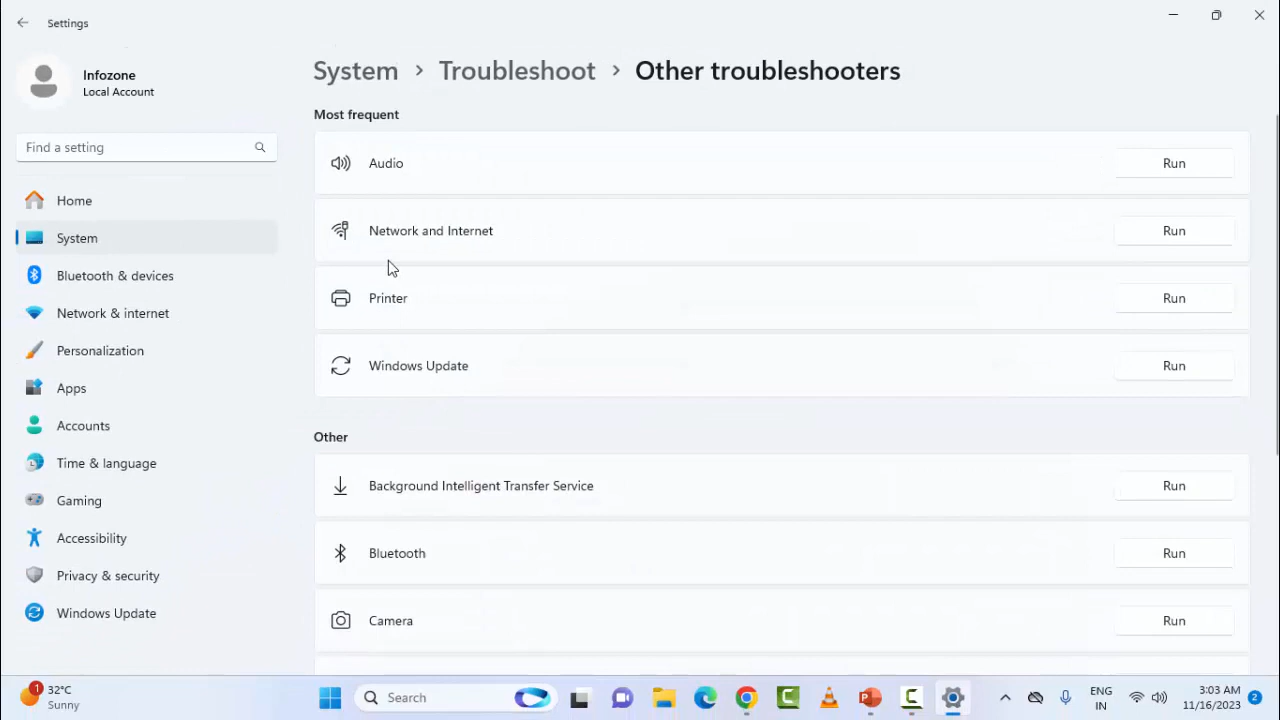 Settings
Infozone
Local Account
Find a setting
Home
System
Bluetooth & devices
Network & internet
Personalization
Apps
Accounts
Time & language
Gaming
Accessibility
Privacy & security
Windows Update
System > Troubleshoot > Other troubleshooters
Most frequent
Audio Run
Network and Internet Run
Printer Run
Windows Update Run
Other
Background Intelligent Transfer Service Run
Bluetooth Run
Camera Run
1
32°C
Sunny
Search
ENG
IN
3:03 AM
11/16/2023
2